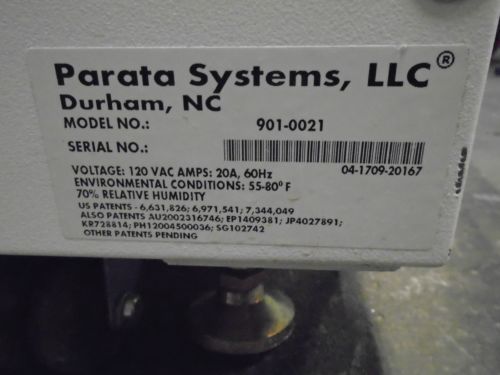 Parata Systems, LLC®
Durham, NC
MODEL NO.: 901-0021
SERIAL NO.:
04-1709-20167
VOLTAGE: 120 VAC AMPS: 20A, 60Hz
ENVIRONMENTAL CONDITIONS: 55-80° F
70% RELATIVE HUMIDITY
US PATENTS - 6,631,826; 6,971,541; 7,344,049
ALSO PATENTS AU2002316746; EP1409381; JP4027891;
KR728814; PH12004500036; SG102742
OTHER PATENTS PENDING